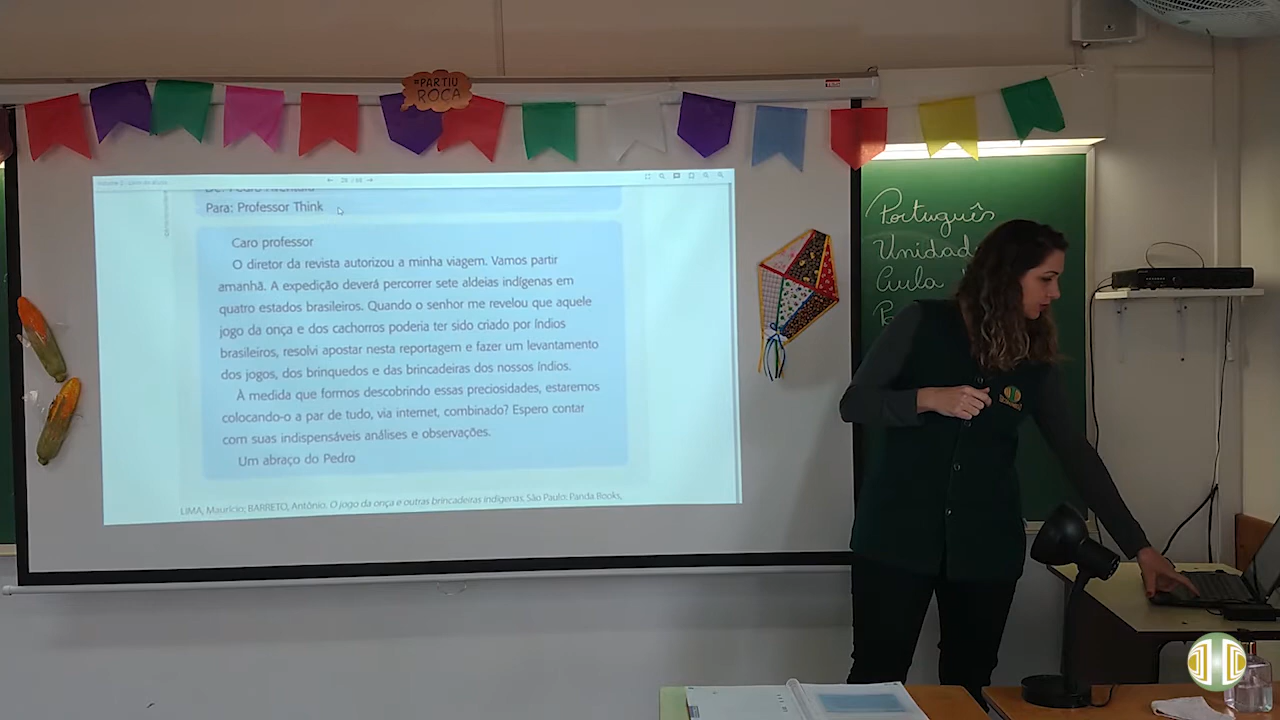 #PARTIU
ROÇA
28 / 68
Para: Professor Think
Caro professor
O diretor da revista autorizou a minha viagem. Vamos partir
amanhã. A expedição deverá percorrer sete aldeias indígenas em
quatro estados brasileiros. Quando o senhor me revelou que aquele
jogo da onça e dos cachorros poderia ter sido criado por índios
brasileiros, resolvi apostar nesta reportagem e fazer um levantamento
dos jogos, dos brinquedos e das brincadeiras dos nossos índios.
À medida que formos descobrindo essas preciosidades, estaremos
colocando-o a par de tudo, via internet, combinado? Espero contar
com suas indispensáveis análises e observações.
Um abraço do Pedro
LIMA, Maurício; BARRETO, Antônio. O jogo da onça e outras brincadeiras indígenas. São Paulo: Panda Books,
Português
Unidad
Aula